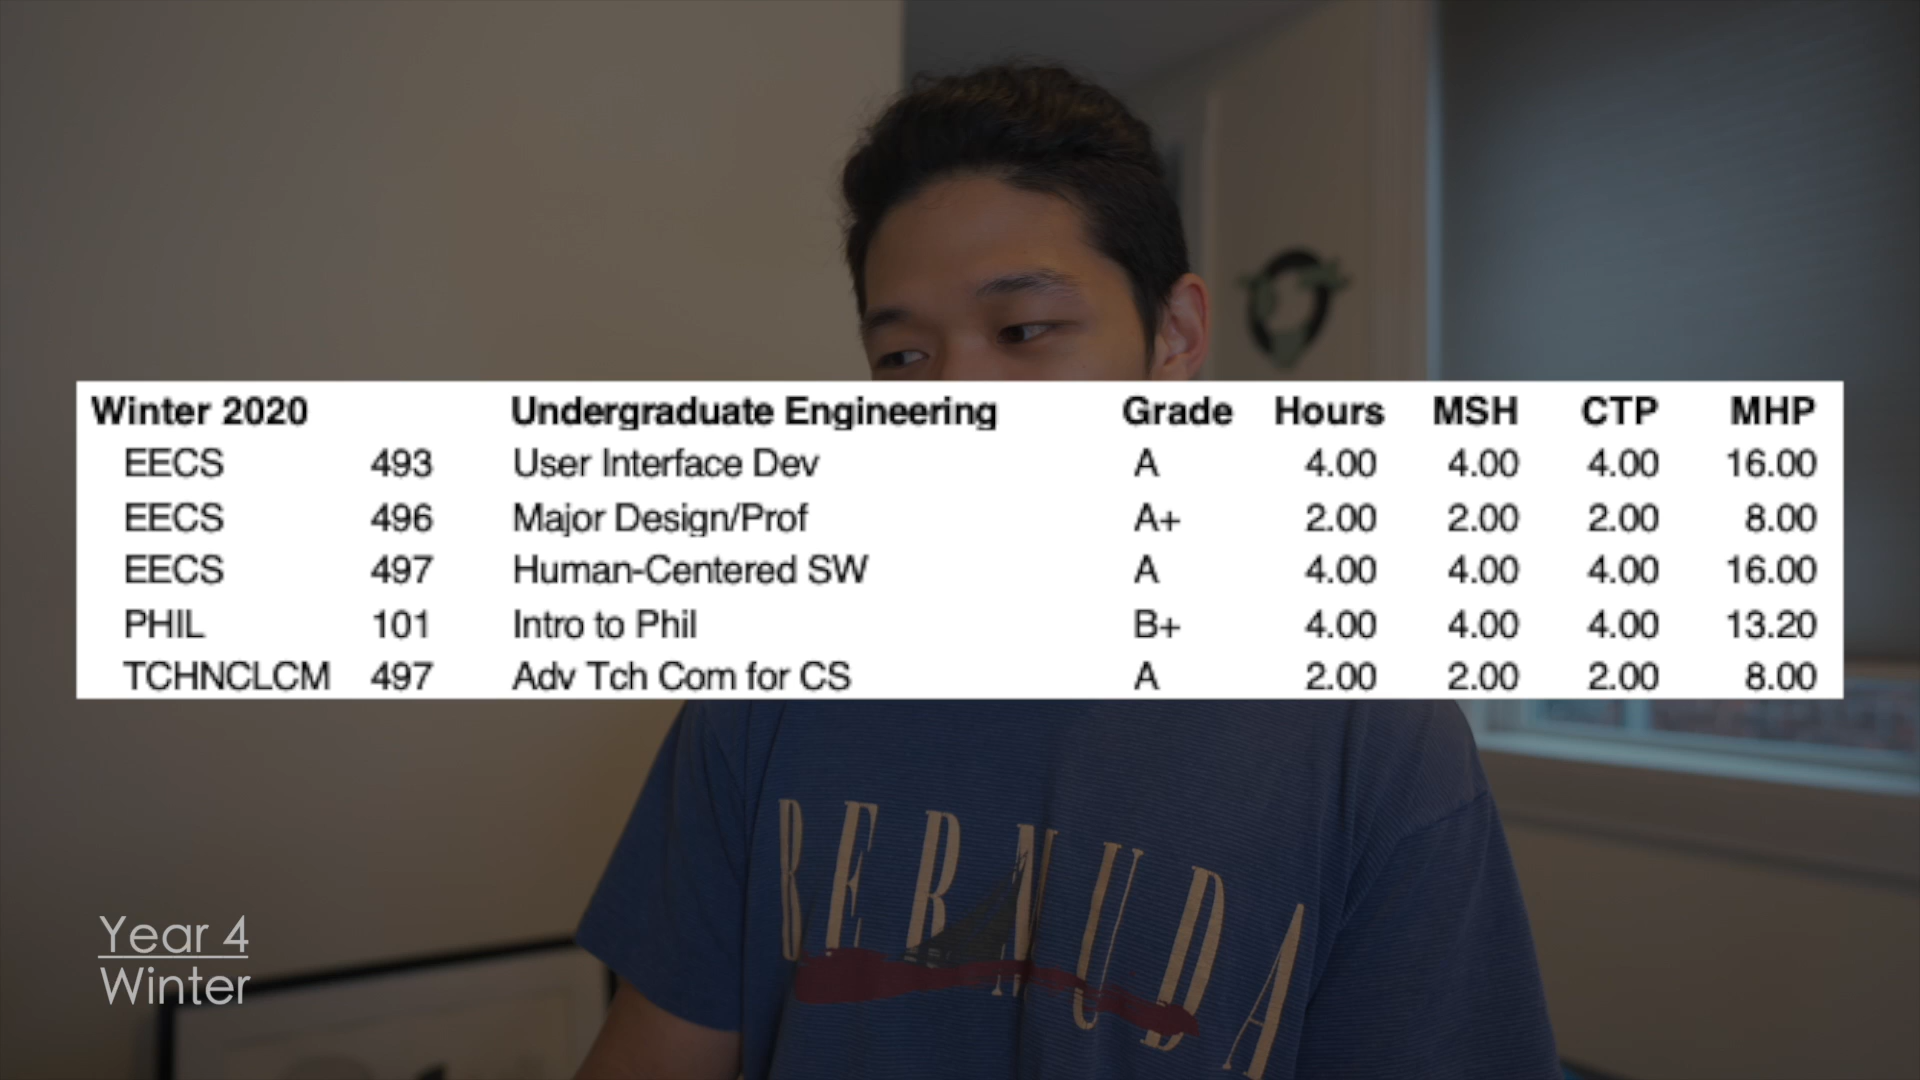 Winter 2020 Undergraduate Engineering Grade Hours MSH CTP MHP
EECS 493 User Interface Dev A 4.00 4.00 4.00 16.00
EECS 496 Major Design/Prof A+ 2.00 2.00 2.00 8.00
EECS 497 Human-Centered SW A 4.00 4.00 4.00 16.00
PHIL 101 Intro to Phil B+ 4.00 4.00 4.00 13.20
TCHNCLCM 497 Adv Tch Com for CS A 2.00 2.00 2.00 8.00
BERMUDA
Year 4
Winter